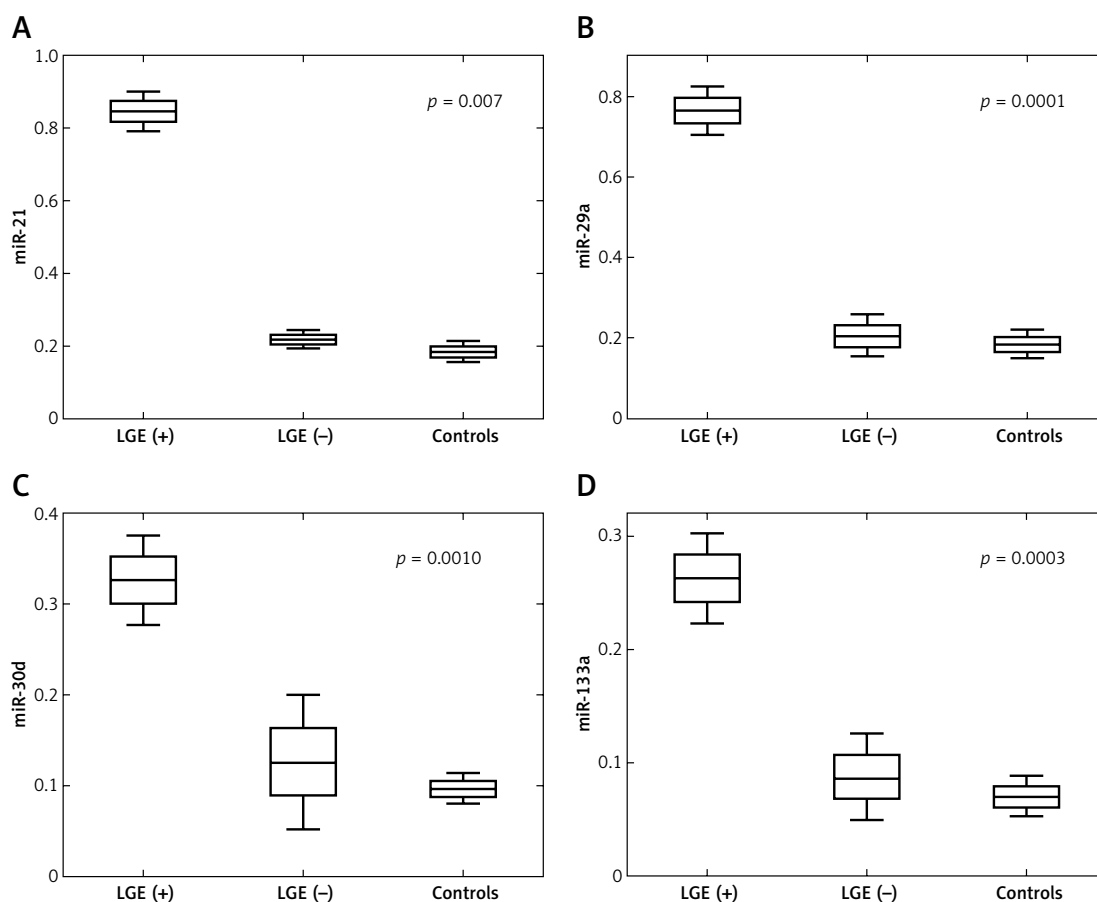 A
miR-21
1.0
0.8
0.6
0.4
0.2
0
p = 0.007
LGE (+) LGE (–) Controls
B
miR-29a
0.8
0.6
0.4
0.2
0
p = 0.0001
LGE (+) LGE (–) Controls
C
miR-30d
0.4
0.3
0.2
0.1
0
p = 0.0010
LGE (+) LGE (–) Controls
D
miR-133a
0.3
0.2
0.1
0
p = 0.0003
LGE (+) LGE (–) Controls